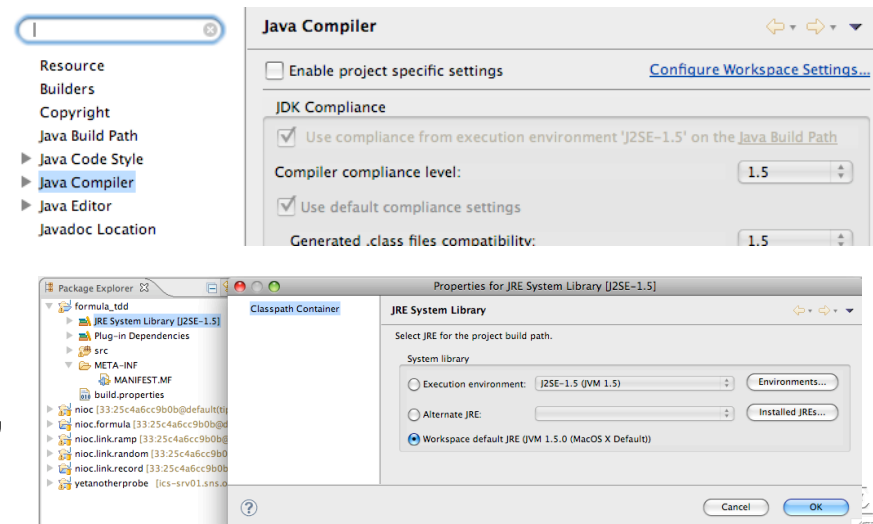 Java Compiler
Resource
Builders
Copyright
Java Build Path
Java Code Style
Java Compiler
Java Editor
Javadoc Location
Enable project specific settings
Configure Workspace Settings...
JDK Compliance
Use compliance from execution environment 'J2SE-1.5' on the Java Build Path
Compiler compliance level:
1.5
Use default compliance settings
Generated .class files compatibility:
1.5
Package Explorer
formula_tdd
JRE System Library [J2SE-1.5]
Plug-in Dependencies
src
META-INF
MANIFEST.MF
build.properties
nioc [33:25c4a6cc9b0b@default(tip
nioc.formula [33:25c4a6cc9b0b@d
nioc.link.ramp [33:25c4a6cc9b0b@
nioc.link.random [33:25c4a6cc9b0
nioc.link.record [33:25c4a6cc9b0b
yetanotherprobe [ics-srv01.sns.o
Properties for JRE System Library [J2SE-1.5]
Classpath Container
JRE System Library
Select JRE for the project build path.
System library
Execution environment:
J2SE-1.5 (JVM 1.5)
Environments...
Alternate JRE:
Installed JREs...
Workspace default JRE (JVM 1.5.0 (MacOS X Default))
Cancel
OK